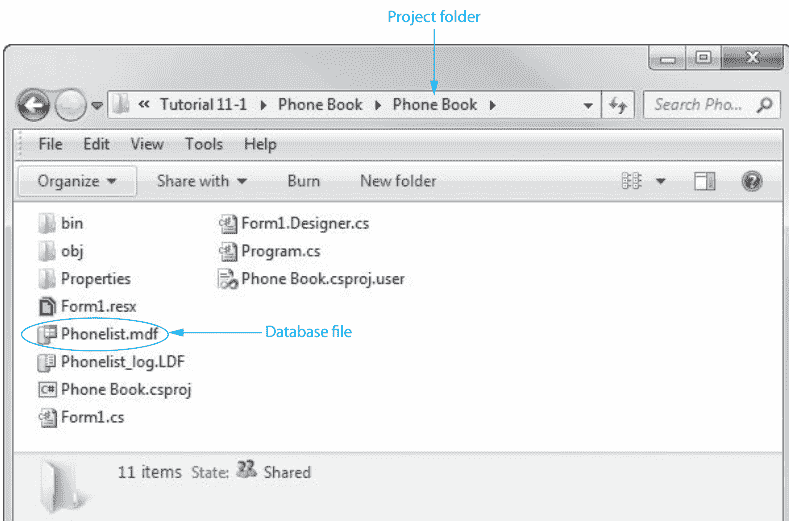 Project folder
« Tutorial 11-1 ▸ Phone Book ▸ Phone Book ▸
Search Pho...
File Edit View Tools Help
Organize ▾ Share with ▾ Burn New folder
bin
obj
Properties
Form1.resx
Phonelist.mdf
Phonelist_log.LDF
Phone Book.csproj
Form1.cs
Form1.Designer.cs
Program.cs
Phone Book.csproj.user
Database file
11 items State: Shared